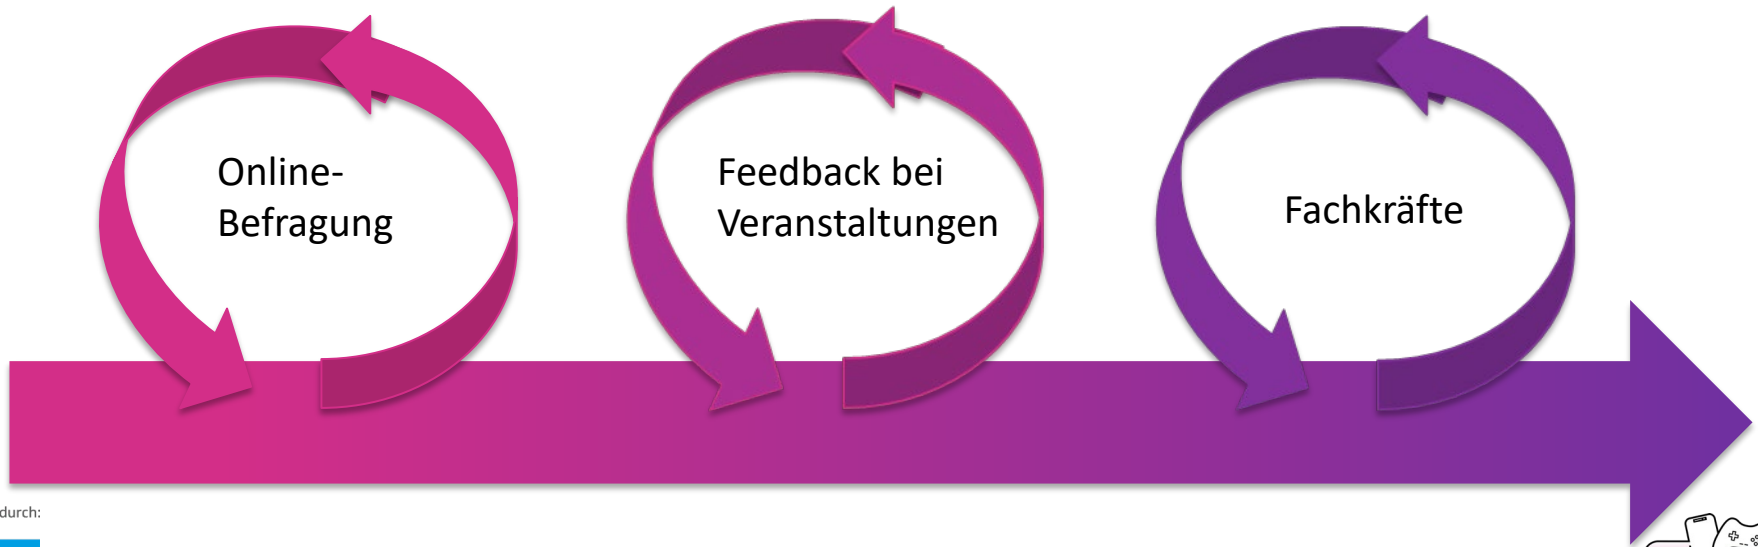 Online-
Befragung
Feedback bei
Veranstaltungen
Fachkräfte
durch: